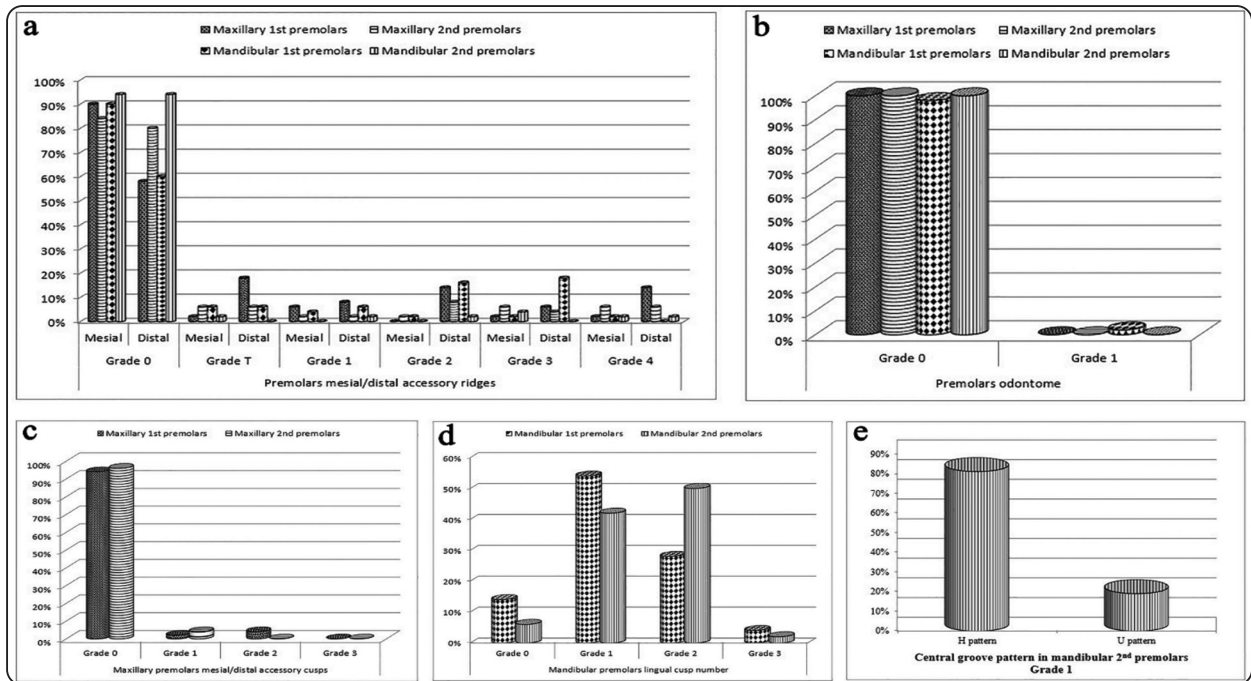 a
Maxillary 1st premolars Maxillary 2nd premolars
Mandibular 1st premolars Mandibular 2nd premolars
100%
90%
80%
70%
60%
50%
40%
30%
20%
10%
0%
Mesial Distal Mesial Distal Mesial Distal Mesial Distal Mesial Distal Mesial Distal
Grade 0 Grade T Grade 1 Grade 2 Grade 3 Grade 4
Premolars mesial/distal accessory ridges
b
Maxillary 1st premolars Maxillary 2nd premolars
Mandibular 1st premolars Mandibular 2nd premolars
100%
90%
80%
70%
60%
50%
40%
30%
20%
10%
0%
Grade 0 Grade 1
Premolars odontome
c
Maxillary 1st premolars Maxillary 2nd premolars
100%
90%
80%
70%
60%
50%
40%
30%
20%
10%
0%
Grade 0 Grade 1 Grade 2 Grade 3
Maxillary premolars mesial/distal accessory cusps
d
Mandibular 1st premolars Mandibular 2nd premolars
60%
50%
40%
30%
20%
10%
0%
Grade 0 Grade 1 Grade 2 Grade 3
Mandibular premolars lingual cusp number
e
90%
80%
70%
60%
50%
40%
30%
20%
10%
0%
H pattern U pattern
Central groove pattern in mandibular 2nd premolars
Grade 1